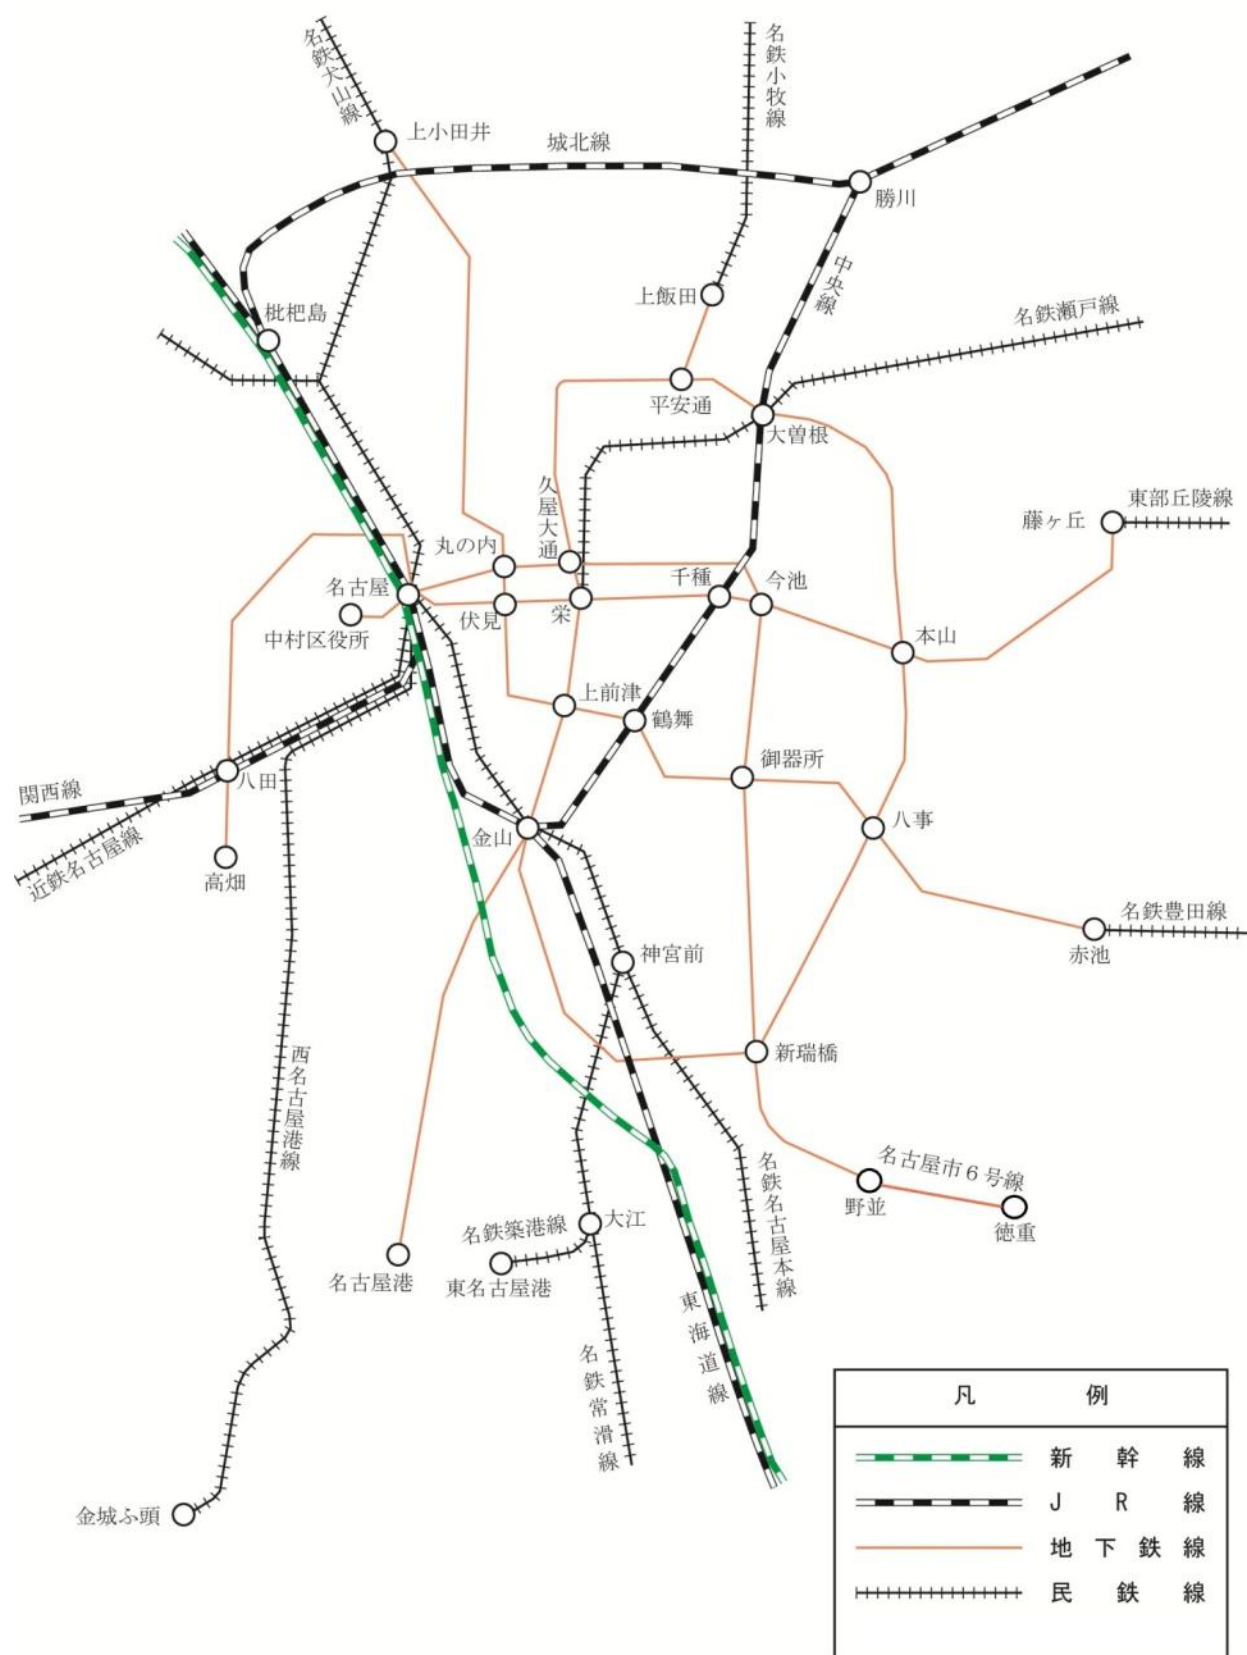 名鉄犬山線
名鉄小牧線
上小田井
城北線
勝川
中央線
上飯田
名鉄瀬戸線
枇杷島
平安通
大曽根
久屋大通
東部丘陵線
藤ヶ丘
丸の内
名古屋
千種
今池
中村区役所
伏見
栄
本山
上前津
鶴舞
御器所
八田
関西線
近鉄名古屋線
金山
八事
高畑
名鉄豊田線
赤池
神宮前
西名古屋港線
新瑞橋
名古屋市6号線
野並
徳重
名鉄名古屋本線
名鉄築港線
大江
名古屋港
東名古屋港
東海道線
名鉄常滑線
金城ふ頭
凡例
新幹線
JR線
地下鉄線
民鉄線